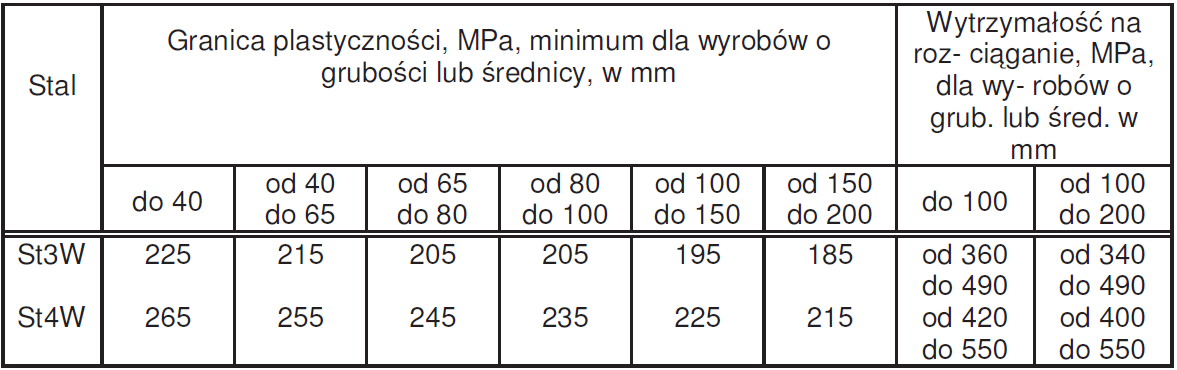 Stal
Granica plastyczności, MPa, minimum dla wyrobów o
grubości lub średnicy, w mm
Wytrzymałość na
roz- ciąganie, MPa,
dla wy- robów o
grub. lub śred. w
mm
do 40
od 40
do 65
od 65
do 80
od 80
do 100
od 100
do 150
od 150
do 200
do 100
od 100
do 200
St3W 225 215 205 205 195 185
od 360
do 490
od 340
do 490
St4W 265 255 245 235 225 215
od 420
do 550
od 400
do 550